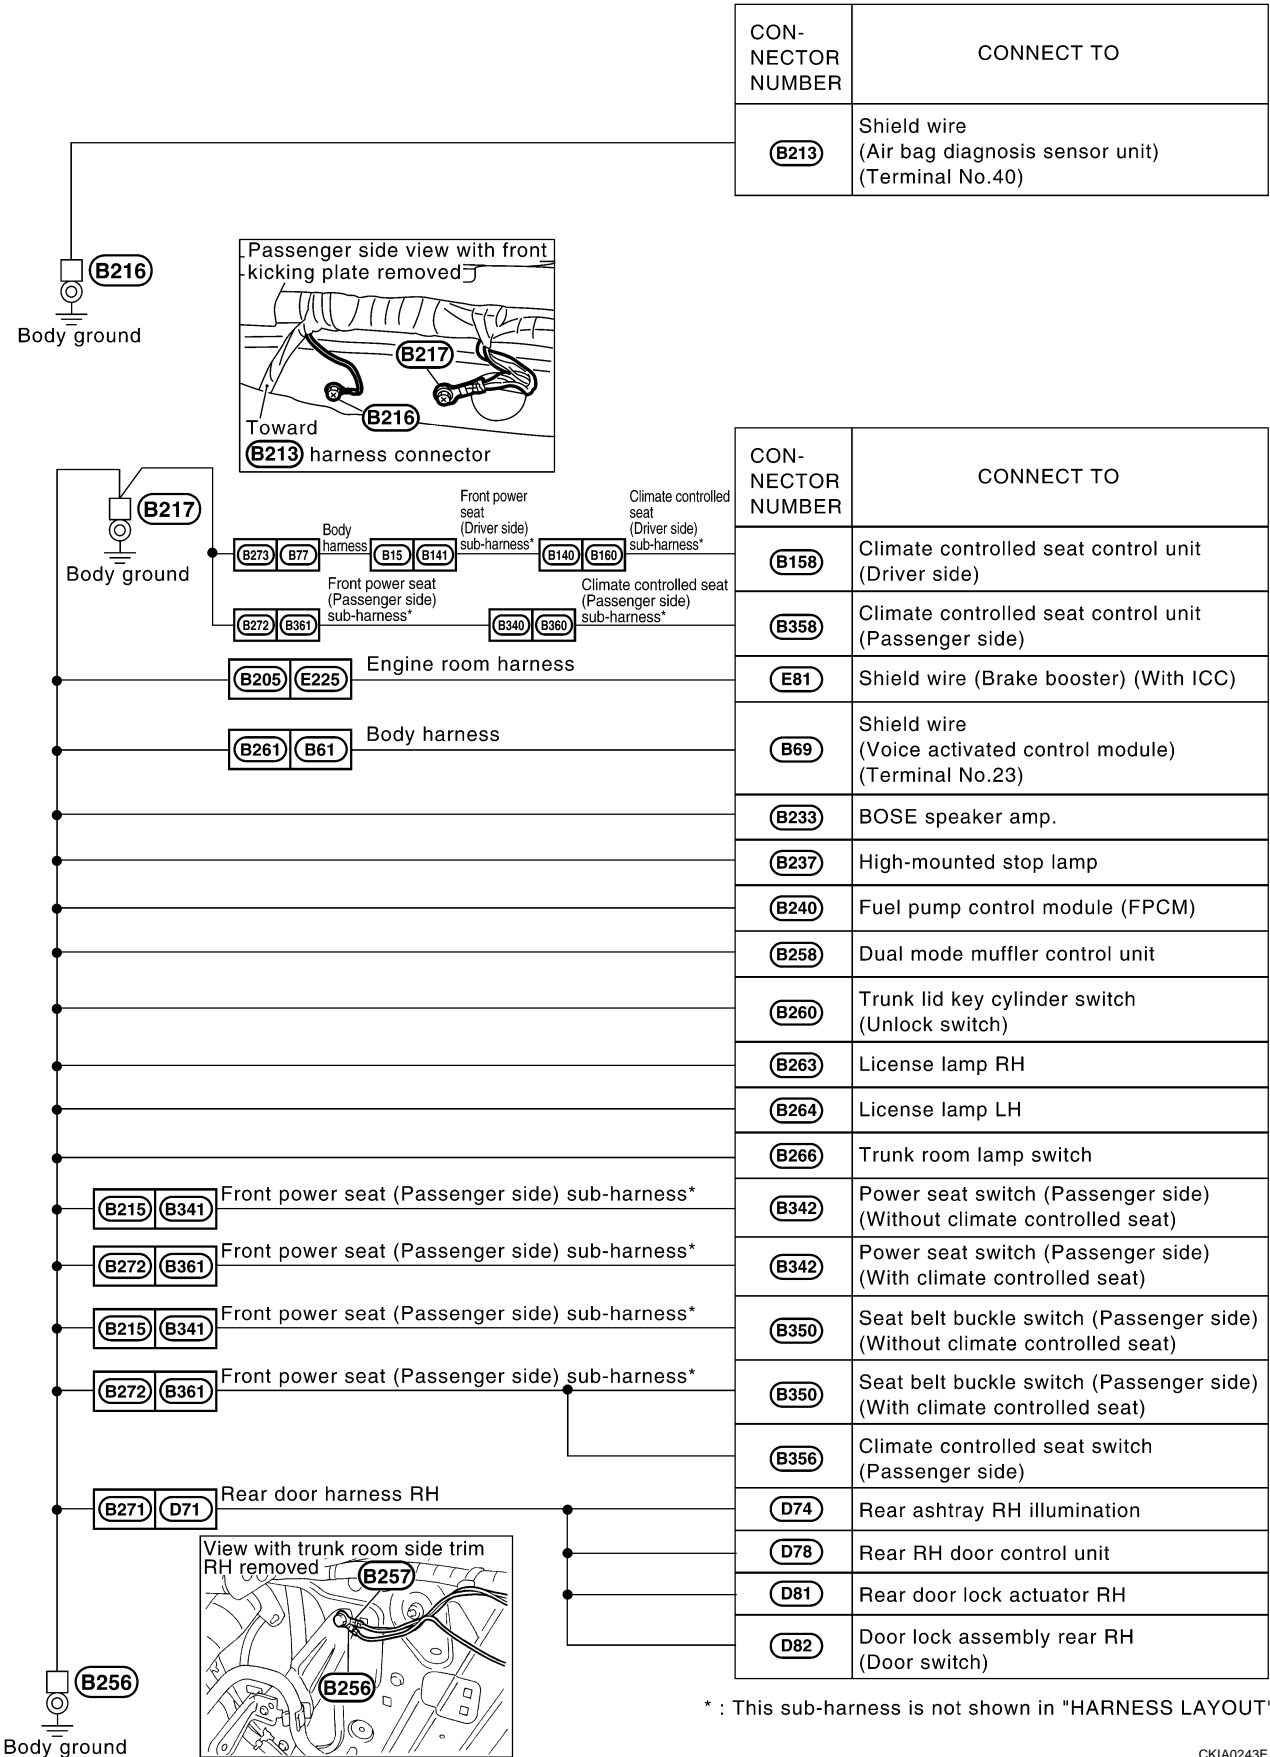 CON-
NECTOR
NUMBER
CONNECT TO
B213
Shield wire
(Air bag diagnosis sensor unit)
(Terminal No.40)
B216
Body ground
Passenger side view with front
kicking plate removed
B217
B216
Toward
B213 harness connector
CON-
NECTOR
NUMBER
CONNECT TO
B217
Body ground
B273 B77
Body
harness
B15 B141
Front power
seat
(Driver side)
sub-harness*
B140 B160
Climate controlled
seat
(Driver side)
sub-harness*
B158
Climate controlled seat control unit
(Driver side)
B272 B361
Front power seat
(Passenger side)
sub-harness*
B340 B360
Climate controlled seat
(Passenger side)
sub-harness*
B358
Climate controlled seat control unit
(Passenger side)
B205 E225
Engine room harness
E81
Shield wire (Brake booster) (With ICC)
B261 B61
Body harness
B69
Shield wire
(Voice activated control module)
(Terminal No.23)
B233
BOSE speaker amp.
B237
High-mounted stop lamp
B240
Fuel pump control module (FPCM)
B258
Dual mode muffler control unit
B260
Trunk lid key cylinder switch
(Unlock switch)
B263
License lamp RH
B264
License lamp LH
B266
Trunk room lamp switch
B215 B341
Front power seat (Passenger side) sub-harness*
B342
Power seat switch (Passenger side)
(Without climate controlled seat)
B272 B361
Front power seat (Passenger side) sub-harness*
B342
Power seat switch (Passenger side)
(With climate controlled seat)
B215 B341
Front power seat (Passenger side) sub-harness*
B350
Seat belt buckle switch (Passenger side)
(Without climate controlled seat)
B272 B361
Front power seat (Passenger side) sub-harness*
B350
Seat belt buckle switch (Passenger side)
(With climate controlled seat)
B356
Climate controlled seat switch
(Passenger side)
B271 D71
Rear door harness RH
D74
Rear ashtray RH illumination
D78
Rear RH door control unit
D81
Rear door lock actuator RH
D82
Door lock assembly rear RH
(Door switch)
View with trunk room side trim
RH removed
B257
B256
B256
Body ground
* : This sub-harness is not shown in "HARNESS LAYOUT"
CKIA0243E